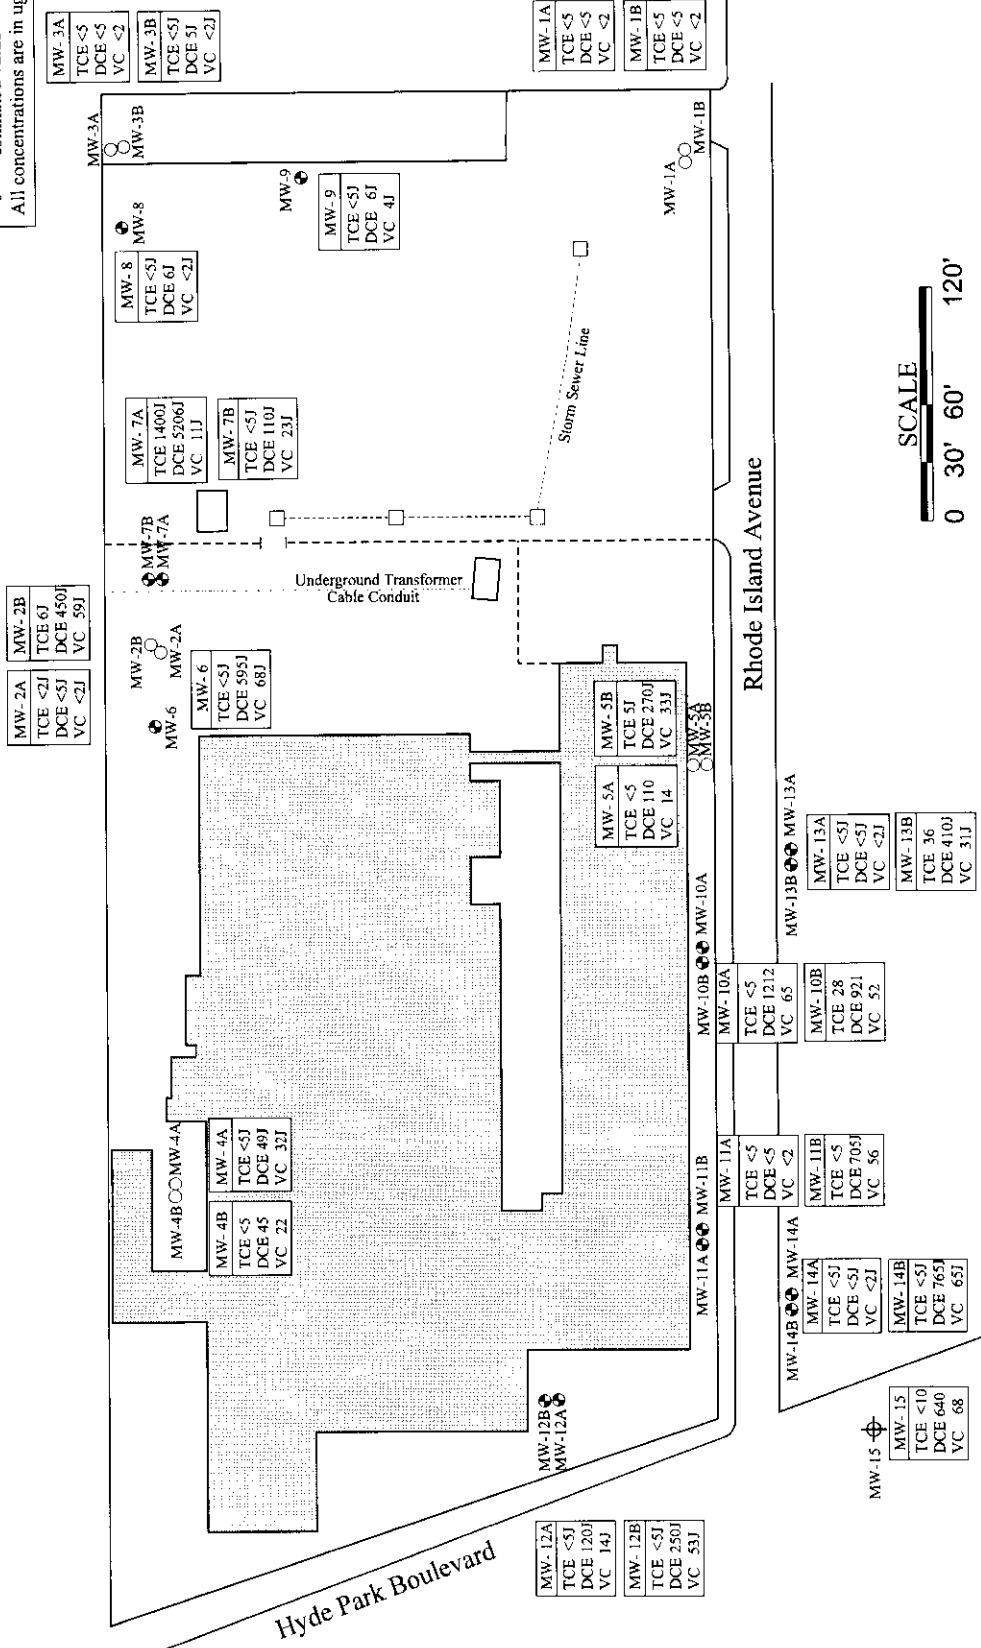 All concentrations are in ug
MW-3A
TCE <5
DCE <5
VC <2
MW-3B
TCE <5J
DCE 5J
VC <2J
MW-1A
TCE <5
DCE <5
VC <2
MW-1B
TCE <5
DCE <5
VC <2
MW-3A
MW-3B
MW-1A
MW-1B
MW-8
MW-8
TCE <5J
DCE 6J
VC <2J
MW-9
MW-9
TCE <5J
DCE 6J
VC 4J
MW-7A
TCE 1400J
DCE 5206J
VC 11J
MW-7B
TCE <5J
DCE 110J
VC 23J
MW-7B
MW-7A
Storm Sewer Line
Underground Transformer
Cable Conduit
SCALE
0 30' 60' 120'
Rhode Island Avenue
MW-2A
TCE <2J
DCE <5J
VC <2J
MW-2B
TCE 6J
DCE 450J
VC 59J
MW-2B
MW-2A
MW-6
MW-6
TCE <5J
DCE 595J
VC 68J
MW-5A
TCE <5
DCE 110
VC 14
MW-5B
TCE 5J
DCE 270J
VC 33J
MW-5A
MW-5B
MW-13B MW-13A
MW-13A
TCE <5J
DCE <5J
VC <2J
MW-13B
TCE 36
DCE 410J
VC 31J
MW-10B MW-10A
MW-10A
TCE <5
DCE 1212
VC 65
MW-10B
TCE 28
DCE 921
VC 52
MW-4B MW-4A
MW-4B
TCE <5
DCE 45
VC 22
MW-4A
TCE <5J
DCE 49J
VC 32J
MW-11A MW-11B
MW-11A
TCE <5
DCE <5
VC <2
MW-11B
TCE <5
DCE 705J
VC 56
MW-14B MW-14A
MW-14A
TCE <5J
DCE <5J
VC <2J
MW-14B
TCE <5J
DCE 765J
VC 65J
MW-12B
MW-12A
MW-12A
TCE <5J
DCE 120J
VC 14J
MW-12B
TCE <5J
DCE 250J
VC 53J
MW-15
MW-15
TCE <10
DCE 640
VC 68
Hyde Park Boulevard